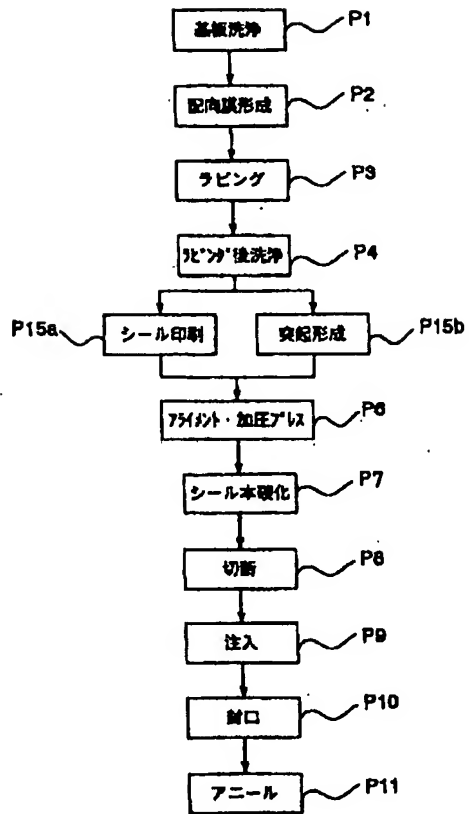 基板洗浄 P1
配向膜形成 P2
ラビング P3
ﾗﾋﾞﾝｸﾞ後洗浄 P4
P15a シール印刷 突起形成 P15b
ｱﾗｲﾒﾝﾄ・加圧ﾌﾟﾚｽ P6
シール本硬化 P7
切断 P8
注入 P9
封口 P10
アニール P11